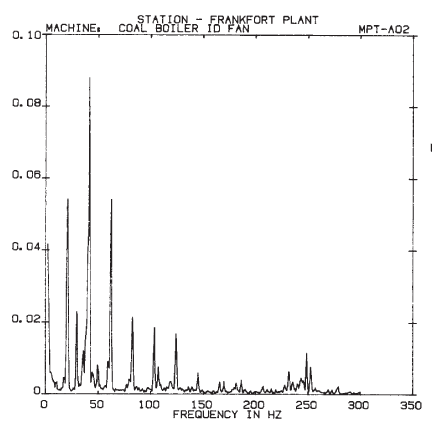 STATION - FRANKFORT PLANT
MACHINE: COAL BOILER ID FAN MPT-A02
0.10
0.08
0.06
0.04
0.02
0
0 50 100 150 200 250 300 350
FREQUENCY IN HZ